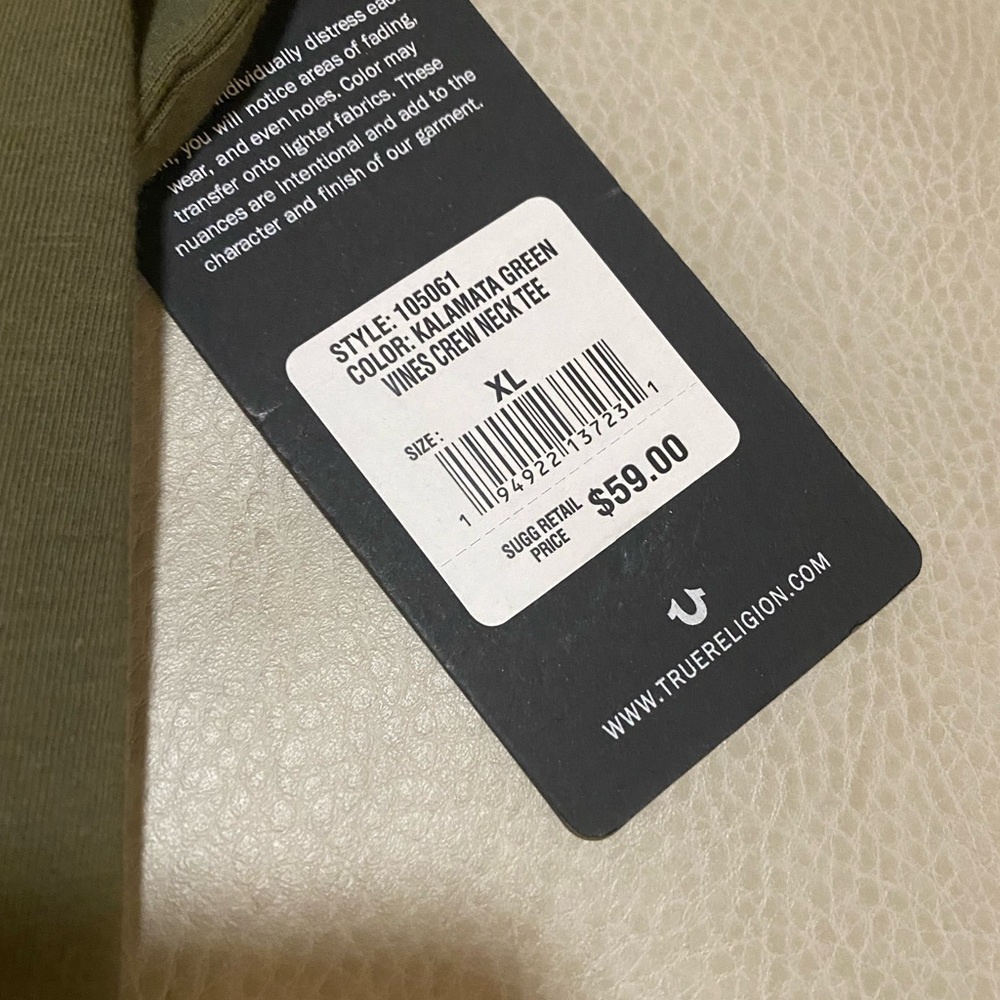 individually distress each
you will notice areas of fading,
wear, and even holes. Color may
transfer onto lighter fabrics. These
nuances are intentional and add to the
character and finish of our garment.
STYLE: 105061
COLOR: KALAMATA GREEN
VINES CREW NECK TEE
SIZE: XL
1 94922 13723 1
SUGG RETAIL
PRICE $59.00
WWW.TRUERELIGION.COM